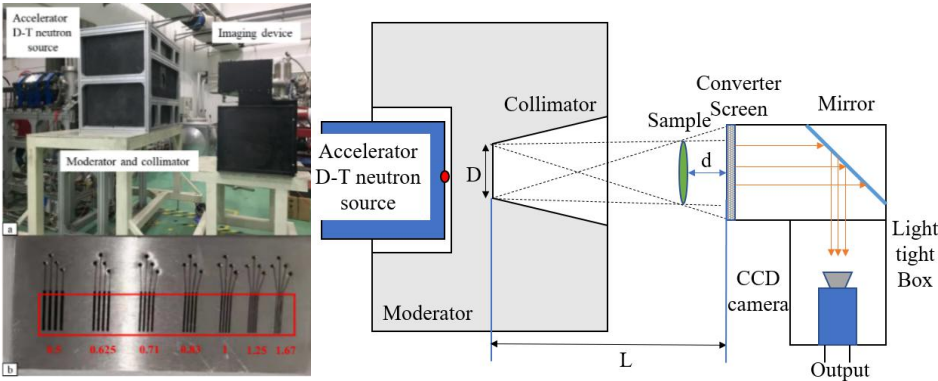 Accelerator
D-T neutron
source
Imaging device
Moderator and collimator
a
0.5 0.625 0.71 0.83 1 1.25 1.67
b
Collimator
Accelerator
D-T neutron
source
D
Moderator
Sample
d
Converter
Screen
Mirror
Light
tight
Box
CCD
camera
L
Output